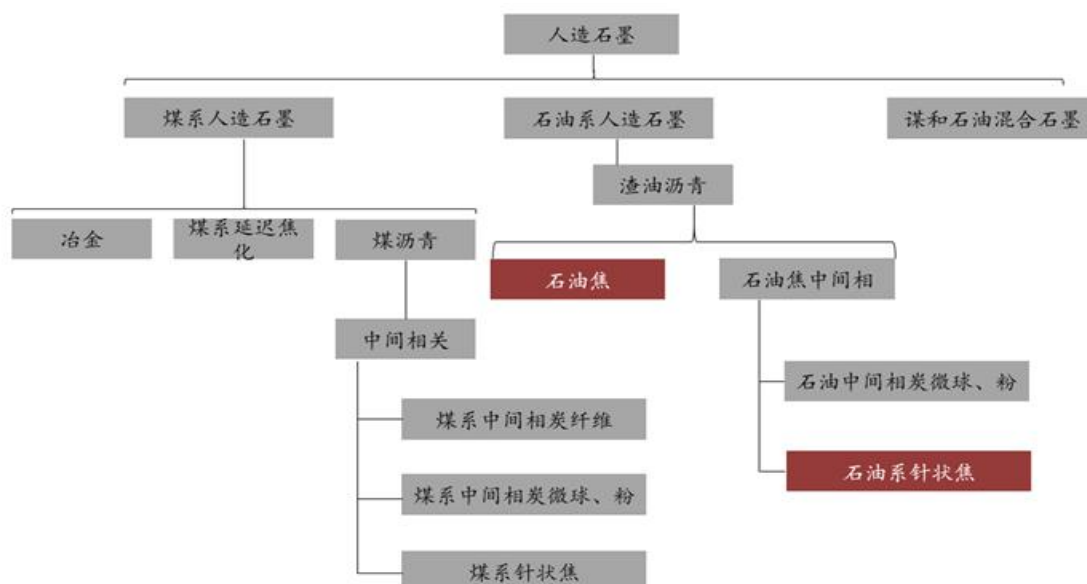 人造石墨
煤系人造石墨
石油系人造石墨
谋和石油混合石墨
渣油沥青
冶金
煤系延迟焦
化
煤沥青
石油焦
石油焦中间相
中间相关
石油中间相炭微球、粉
煤系中间相炭纤维
石油系针状焦
煤系中间相炭微球、粉
煤系针状焦